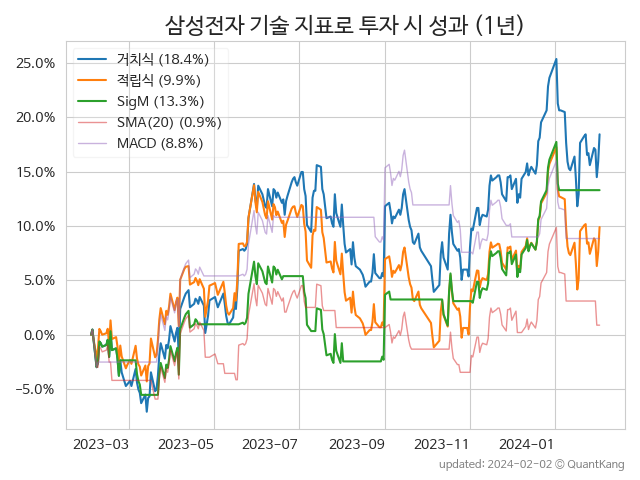 삼성전자 기술 지표로 투자 시 성과 (1년)
거치식 (18.4%)
적립식 (9.9%)
SigM (13.3%)
SMA(20) (0.9%)
MACD (8.8%)
25.0%
20.0%
15.0%
10.0%
5.0%
0.0%
−5.0%
2023-03 2023-05 2023-07 2023-09 2023-11 2024-01
updated: 2024-02-02 © QuantKang